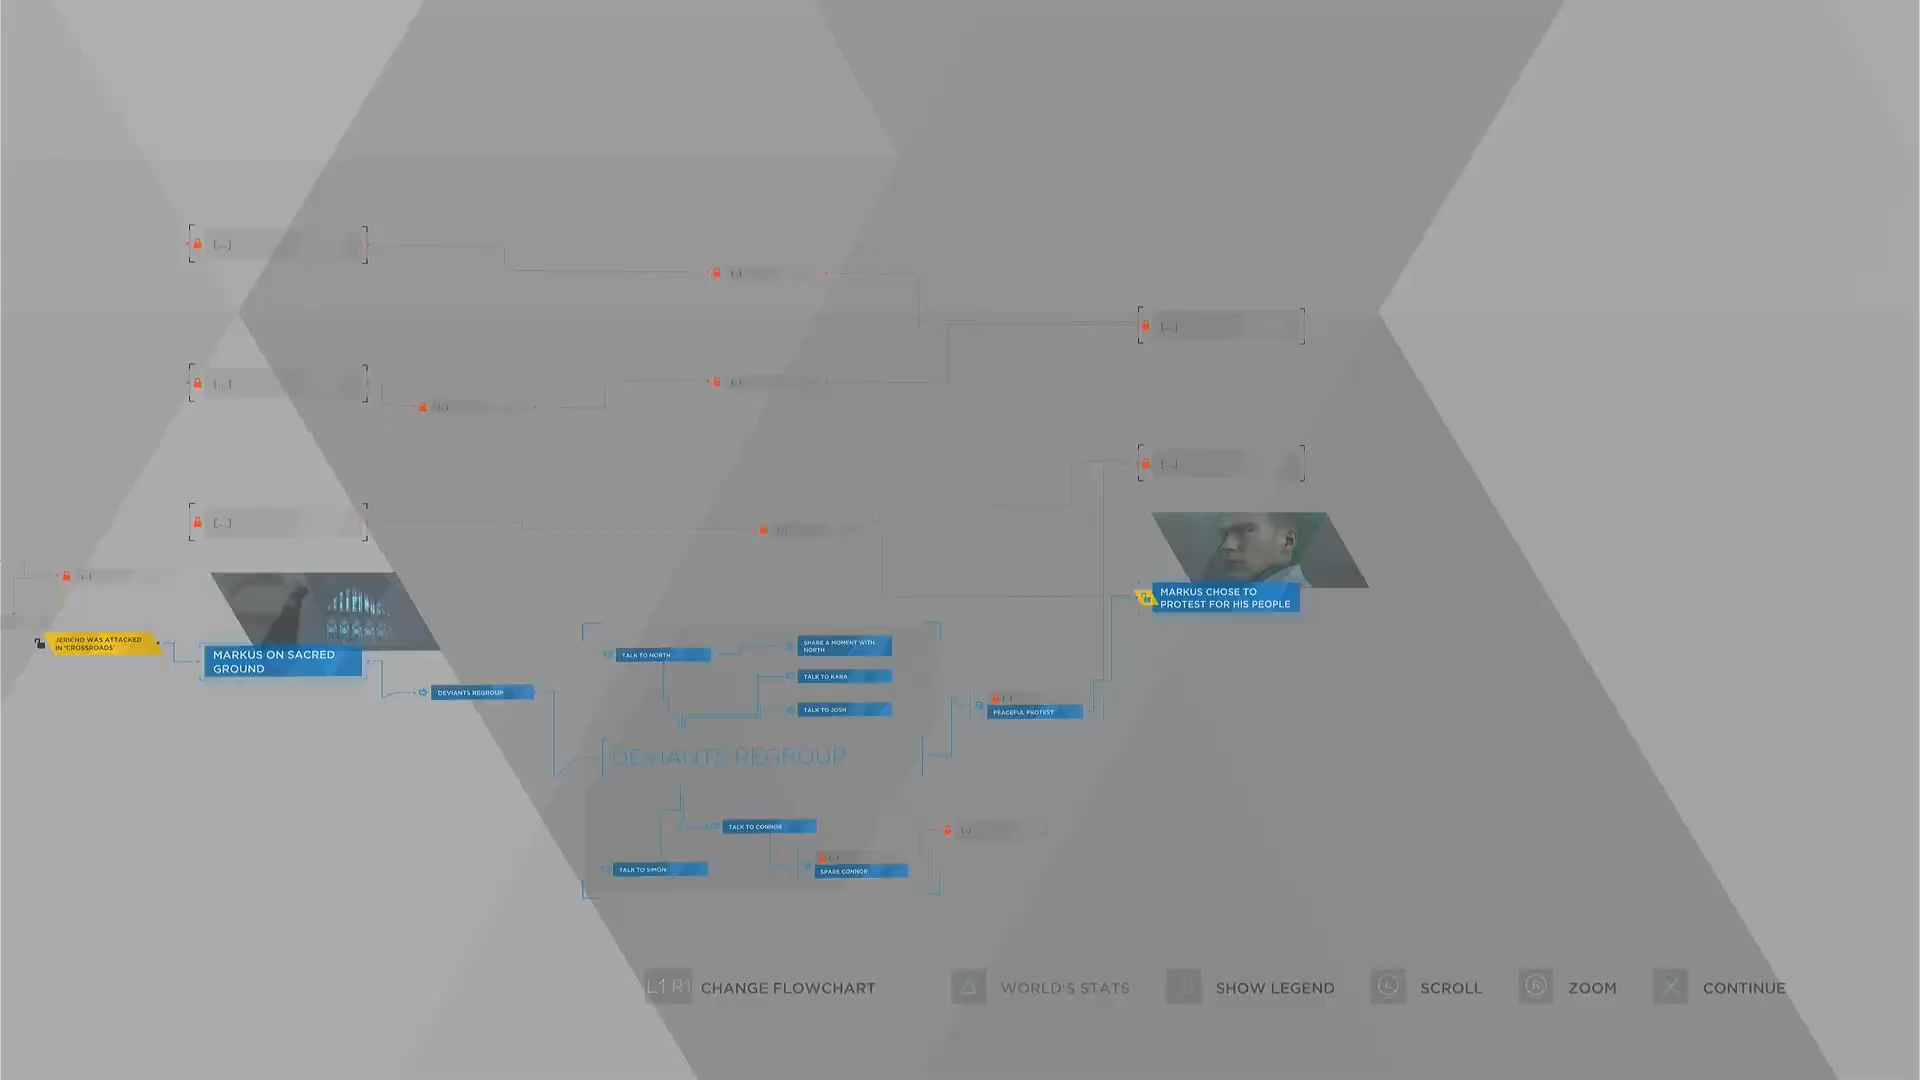 [...]
[...]
[...]
[...]
[...]
[...]
[...]
[...]
[...]
[...]
JERICHO WAS ATTACKED
IN "CROSSROADS"
MARKUS ON SACRED
GROUND
DEVIANTS REGROUP
TALK TO NORTH
SHARE A MOMENT WITH
NORTH
TALK TO KARA
TALK TO JOSH
DEVIANTS REGROUP
TALK TO CONNOR
TALK TO SIMON
[...]
SPARE CONNOR
[...]
PEACEFUL PROTEST
[...]
MARKUS CHOSE TO
PROTEST FOR HIS PEOPLE
L1 R1 CHANGE FLOWCHART
WORLD'S STATS
SHOW LEGEND
L SCROLL
R ZOOM
CONTINUE